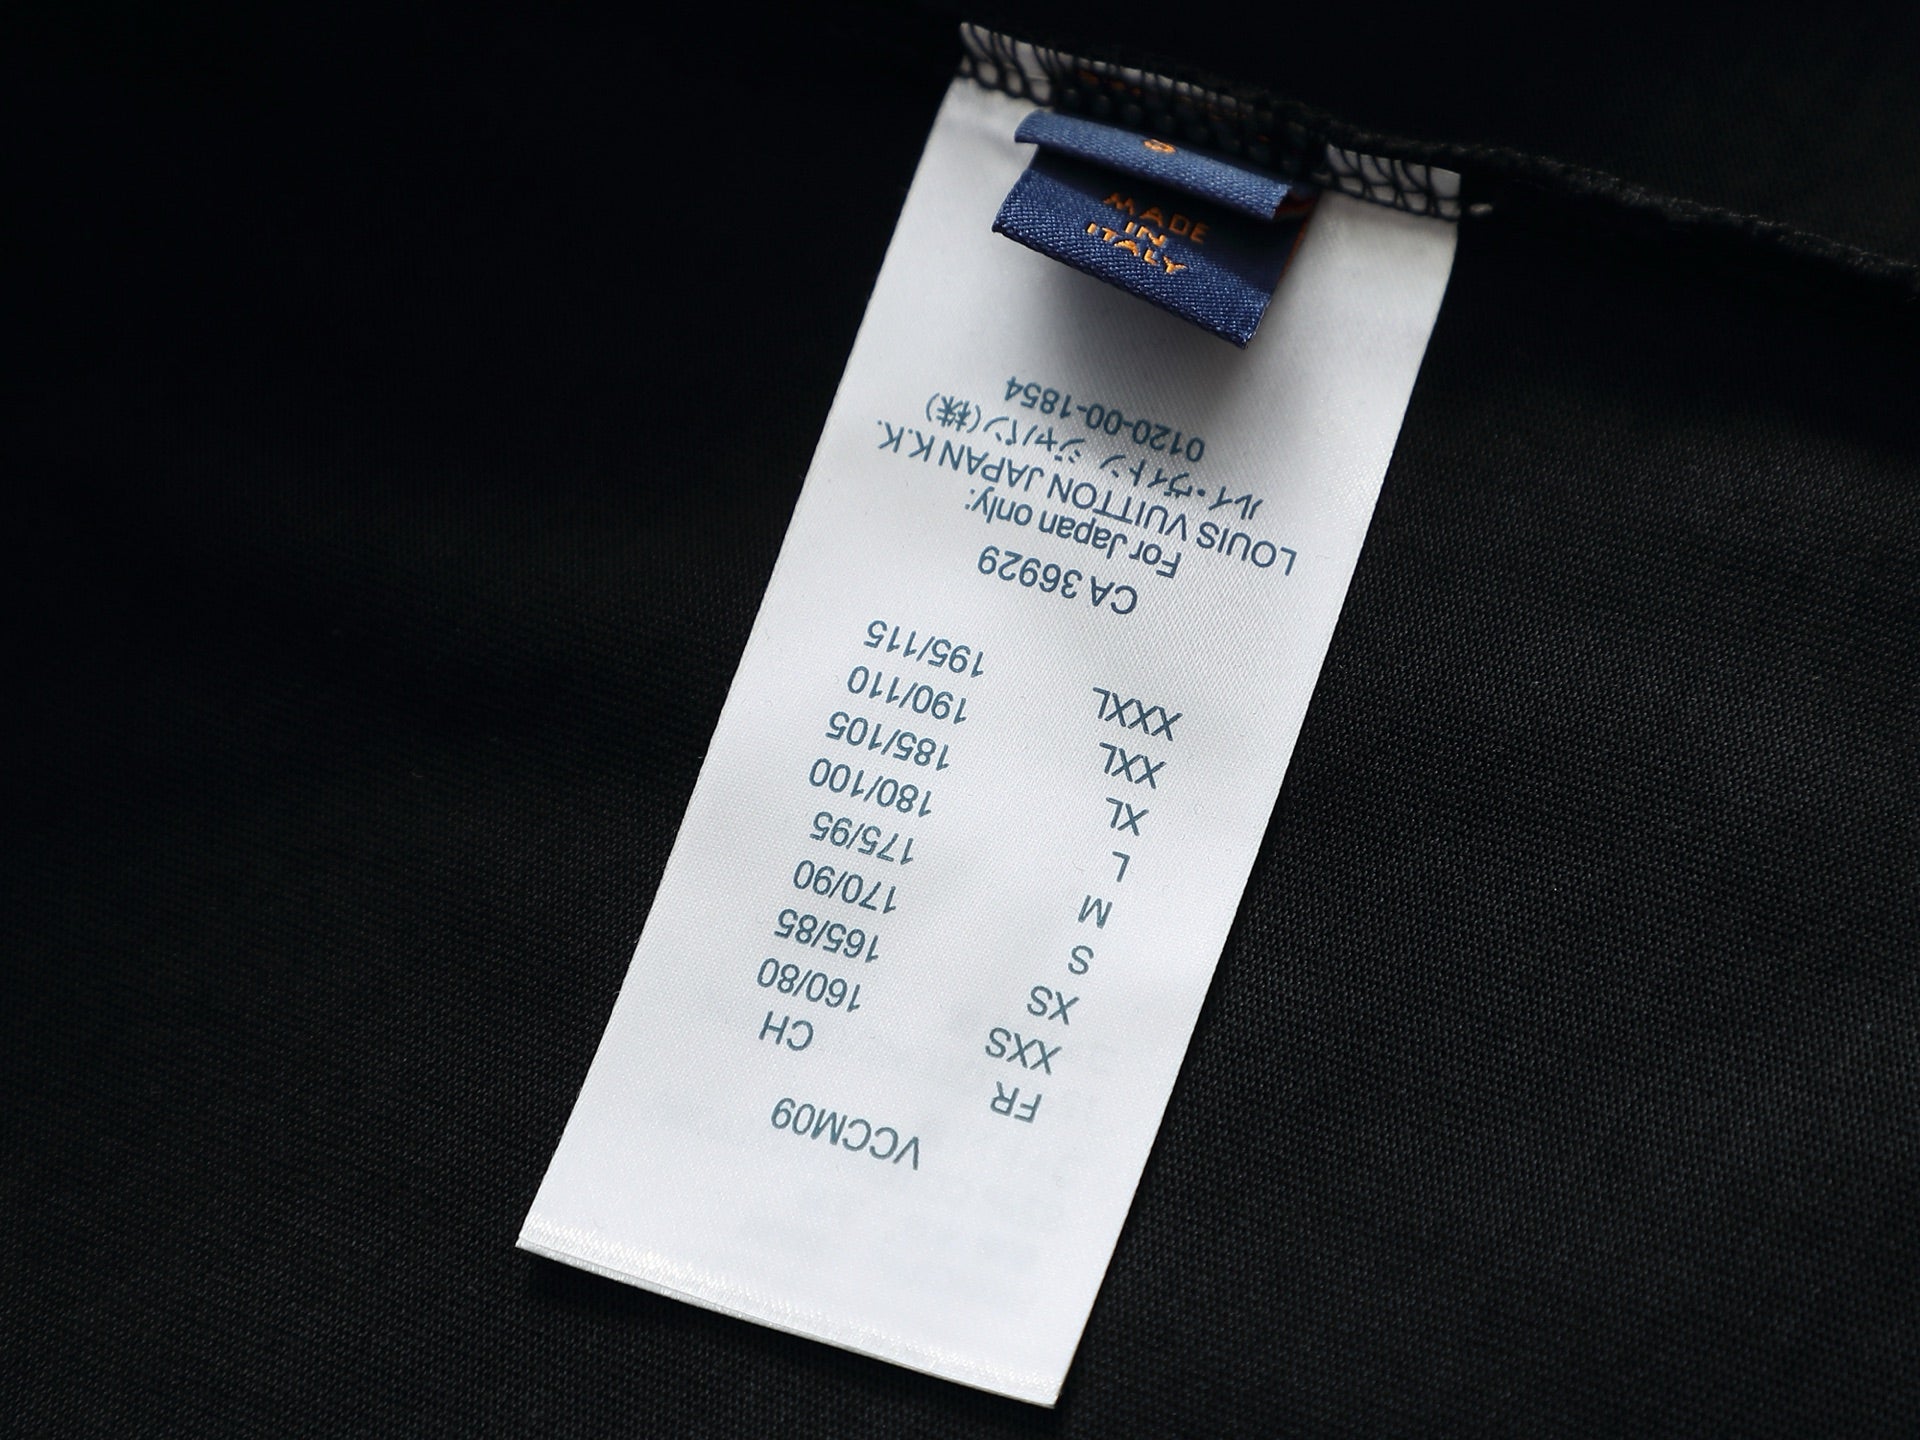 MADE
IN
ITALY
VCCM09
FR CH
XXS 160/80
XS 165/85
S 170/90
M 175/95
L 180/100
XL 185/105
XXL 190/110
XXXL 195/115
CA 36929
For Japan only:
LOUIS VUITTON JAPAN K.K.
ルイ・ヴィトン ジャパン(株)
0120-00-1854